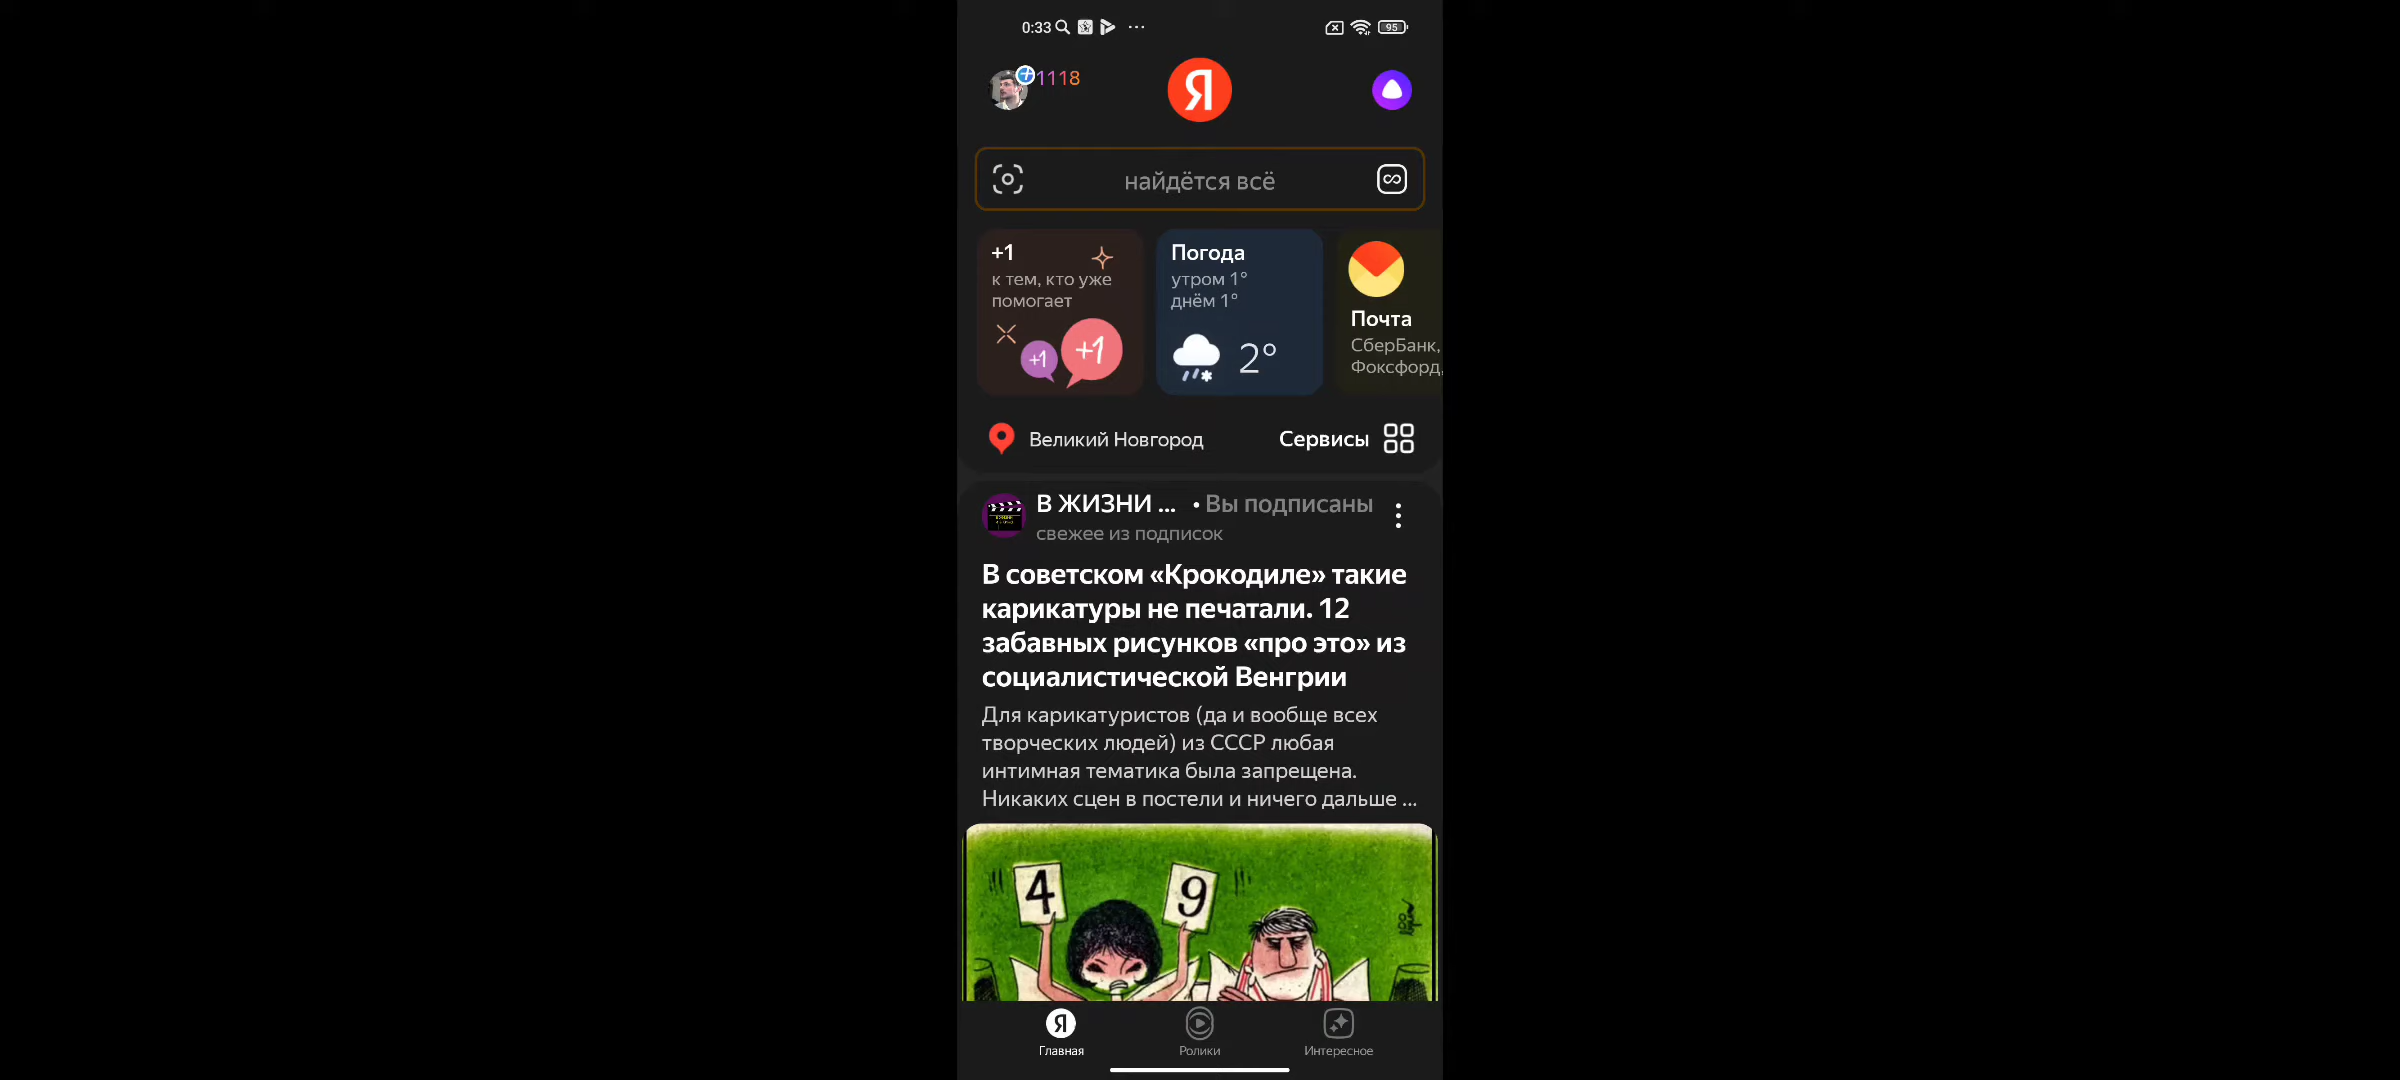 0:33
95
1118
Я
найдётся всё
+1
к тем, кто уже
помогает
+1
+1
Погода
утром 1°
днём 1°
2°
Почта
СберБанк,
Фоксфорд,
Великий Новгород
Сервисы
В ЖИЗНИ ... • Вы подписаны
свежее из подписок
В советском «Крокодиле» такие
карикатуры не печатали. 12
забавных рисунков «про это» из
социалистической Венгрии
Для карикатуристов (да и вообще всех
творческих людей) из СССР любая
интимная тематика была запрещена.
Никаких сцен в постели и ничего дальше ...
4 9
Я
Главная
Ролики
Интересное